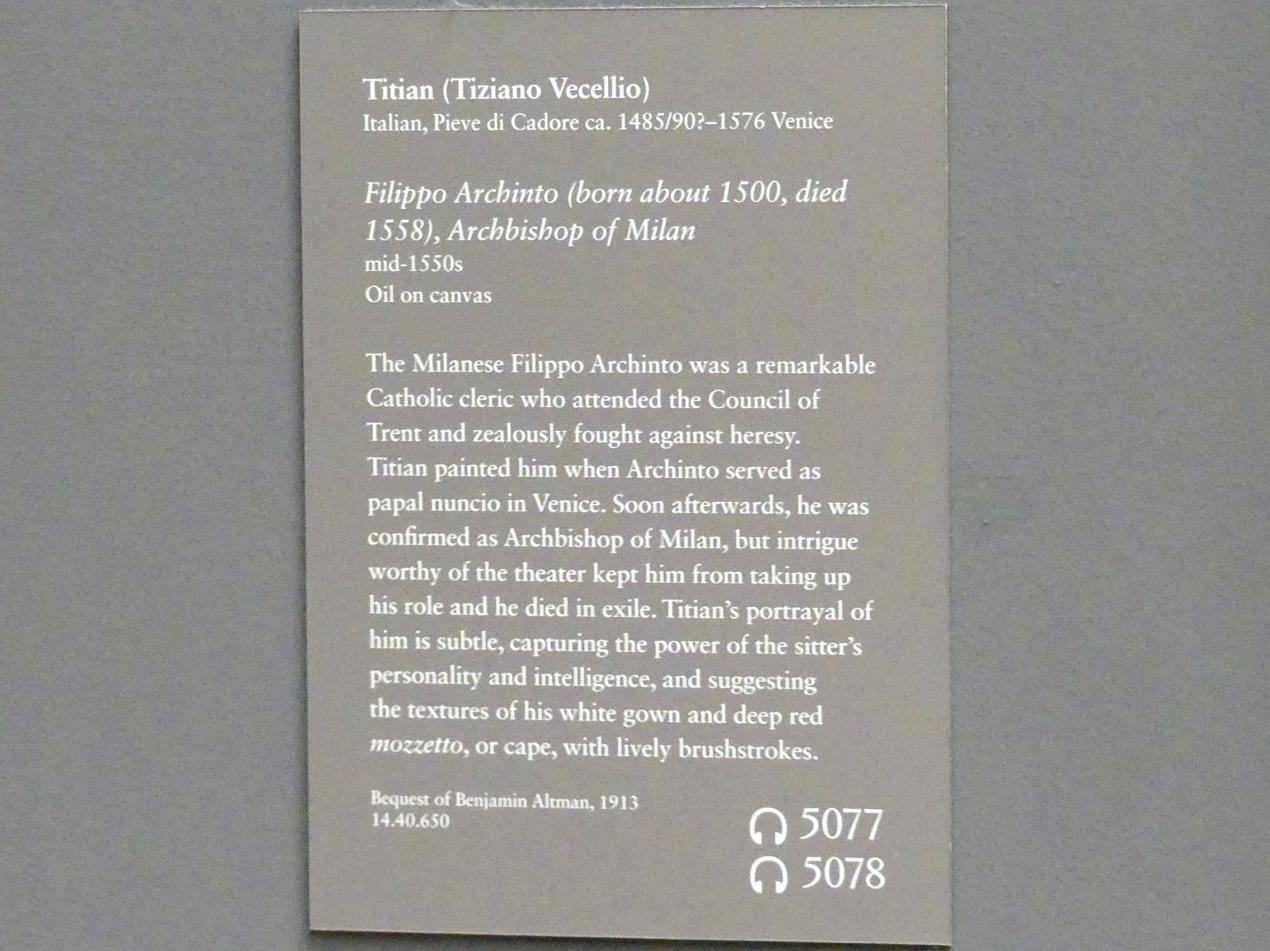 Titian (Tiziano Vecellio)
Italian, Pieve di Cadore ca. 1485/90?–1576 Venice
Filippo Archinto (born about 1500, died
1558), Archbishop of Milan
mid-1550s
Oil on canvas
The Milanese Filippo Archinto was a remarkable
Catholic cleric who attended the Council of
Trent and zealously fought against heresy.
Titian painted him when Archinto served as
papal nuncio in Venice. Soon afterwards, he was
confirmed as Archbishop of Milan, but intrigue
worthy of the theater kept him from taking up
his role and he died in exile. Titian’s portrayal of
him is subtle, capturing the power of the sitter’s
personality and intelligence, and suggesting
the textures of his white gown and deep red
mozzetto, or cape, with lively brushstrokes.
Bequest of Benjamin Altman, 1913
14.40.650
5077
5078